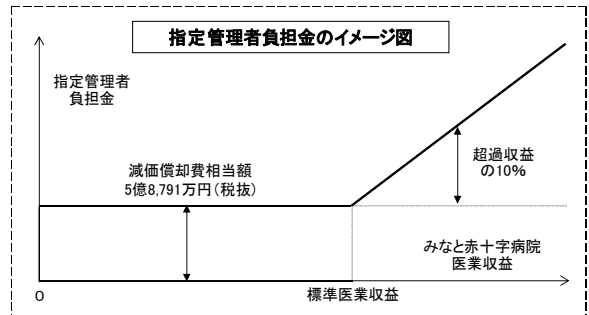 指定管理者負担金のイメージ図
指定管理者
負担金
減価償却費相当額
5億8,791万円（税抜）
超過収益
の10％
みなと赤十字病院
医業収益
0
標準医業収益